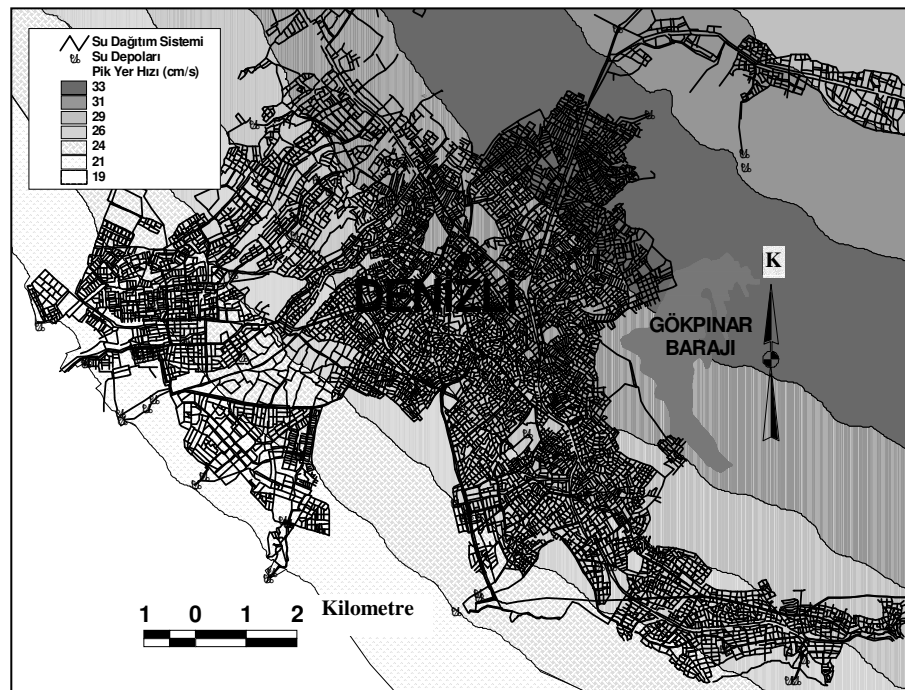 Su Dağıtım Sistemi
Su Depoları
Pik Yer Hızı (cm/s)
33
31
29
26
24
21
19
DENİZLİ
K
GÖKPINAR
BARAJI
1 0 1 2 Kilometre